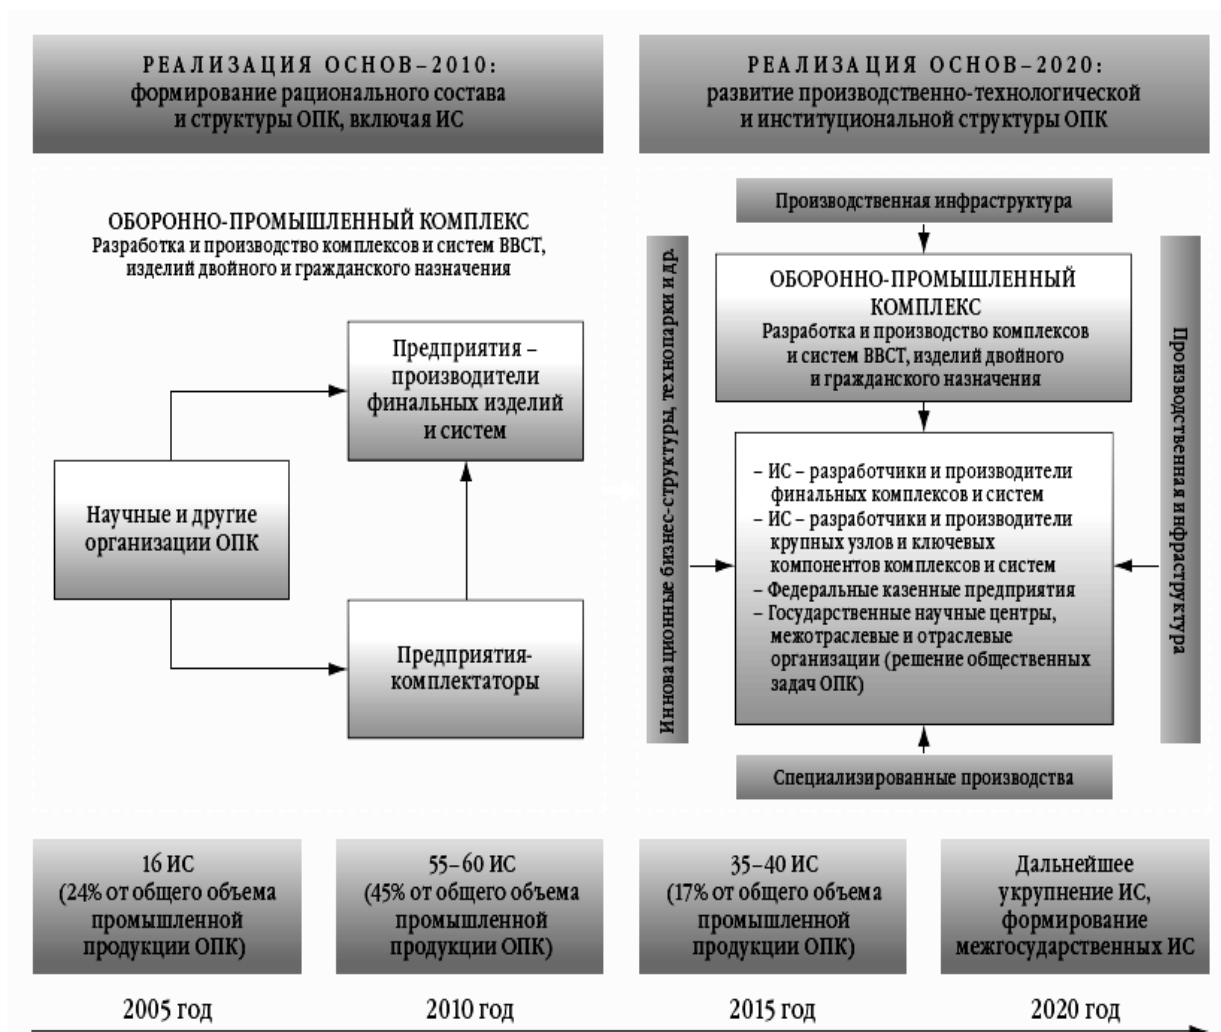 РЕАЛИЗАЦИЯ ОСНОВ–2010:
формирование рационального состава
и структуры ОПК, включая ИС
ОБОРОННО-ПРОМЫШЛЕННЫЙ КОМПЛЕКС
Разработка и производство комплексов и систем ВВСТ,
изделий двойного и гражданского назначения
Предприятия –
производители
финальных изделий
и систем
Научные и другие
организации ОПК
Предприятия-
комплектаторы
РЕАЛИЗАЦИЯ ОСНОВ–2020:
развитие производственно-технологической
и институциональной структуры ОПК
Производственная инфраструктура
Инновационные бизнес-структуры, технопарки и др.
ОБОРОННО-ПРОМЫШЛЕННЫЙ
КОМПЛЕКС
Разработка и производство комплексов
и систем ВВСТ, изделий двойного
и гражданского назначения
– ИС – разработчики и производители
финальных комплексов и систем
– ИС – разработчики и производители
крупных узлов и ключевых
компонентов комплексов и систем
– Федеральные казенные предприятия
– Государственные научные центры,
межотраслевые и отраслевые
организации (решение общественных
задач ОПК)
Производственная инфраструктура
Специализированные производства
16 ИС
(24% от общего объема
промышленной
продукции ОПК)
55–60 ИС
(45% от общего объема
промышленной
продукции ОПК)
35–40 ИС
(17% от общего объема
промышленной
продукции ОПК)
Дальнейшее
укрупнение ИС,
формирование
межгосударственных ИС
2005 год
2010 год
2015 год
2020 год